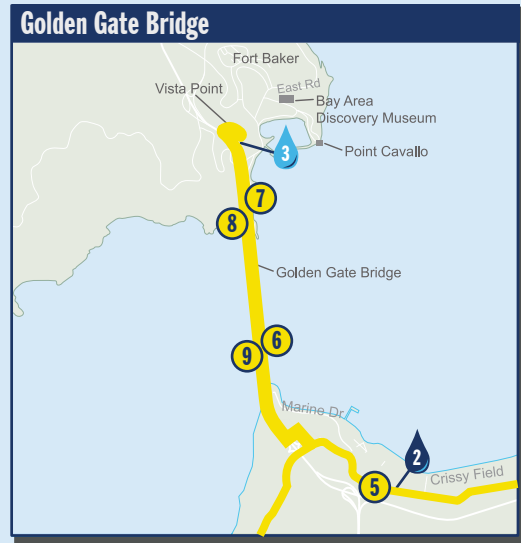 Golden Gate Bridge
Fort Baker
Vista Point
East Rd
Bay Area
Discovery Museum
3
Point Cavallo
7
8
Golden Gate Bridge
6
9
Marine Dr
2
Crissy Field
5